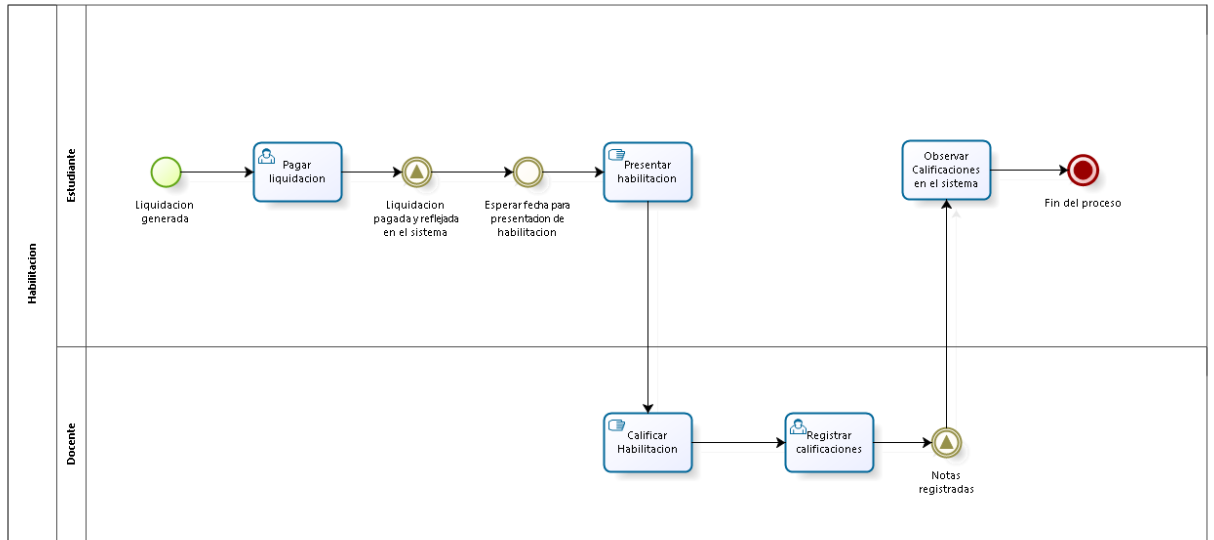 Habilitacion
Estudiante
Liquidacion
generada
Pagar
liquidacion
Liquidacion
pagada y reflejada
en el sistema
Esperar fecha para
presentacion de
habilitacion
Presentar
habilitacion
Observar
Calificaciones
en el sistema
Fin del proceso
Docente
Calificar
Habilitacion
Registrar
calificaciones
Notas
registradas